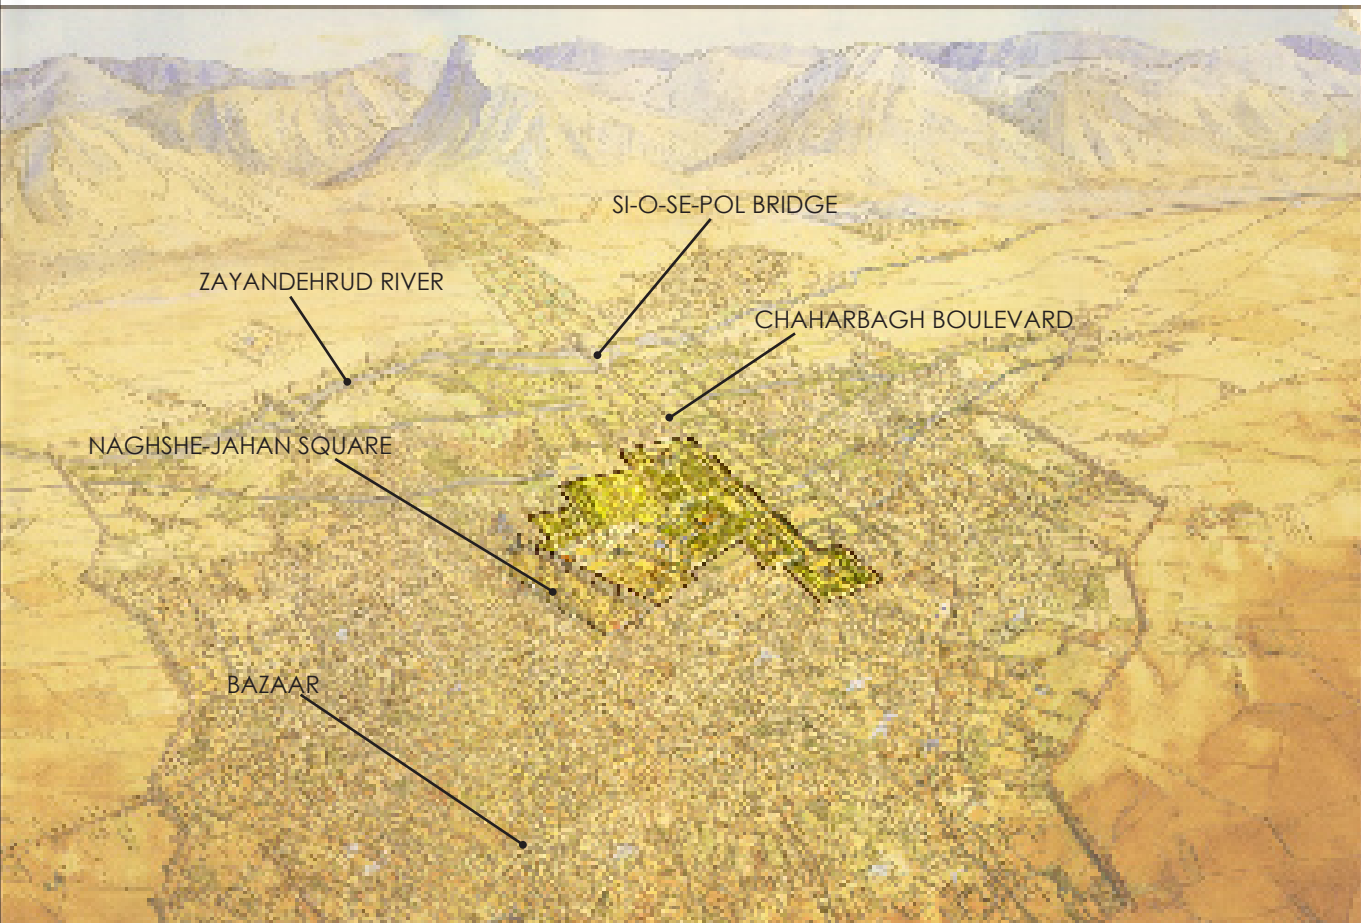 SI-O-SE-POL BRIDGE
ZAYANDEHRUD RIVER
CHAHARBAGH BOULEVARD
NAGHSHE-JAHAN SQUARE
BAZAAR